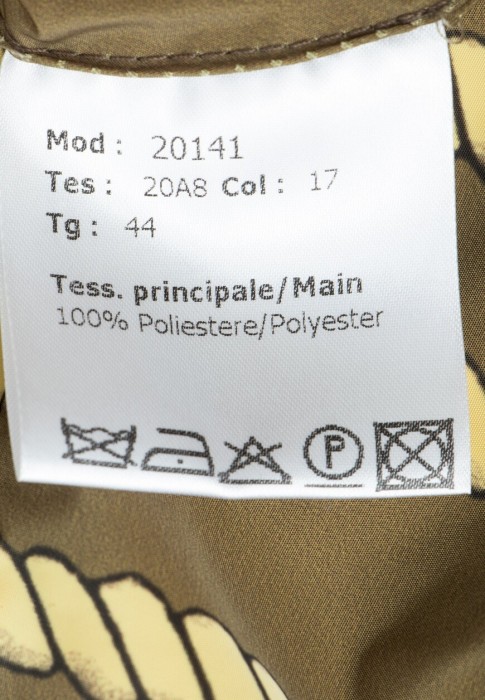 Mod : 20141
Tes : 20A8 Col : 17
Tg : 44
Tess. principale/Main
100% Poliestere/Polyester
P